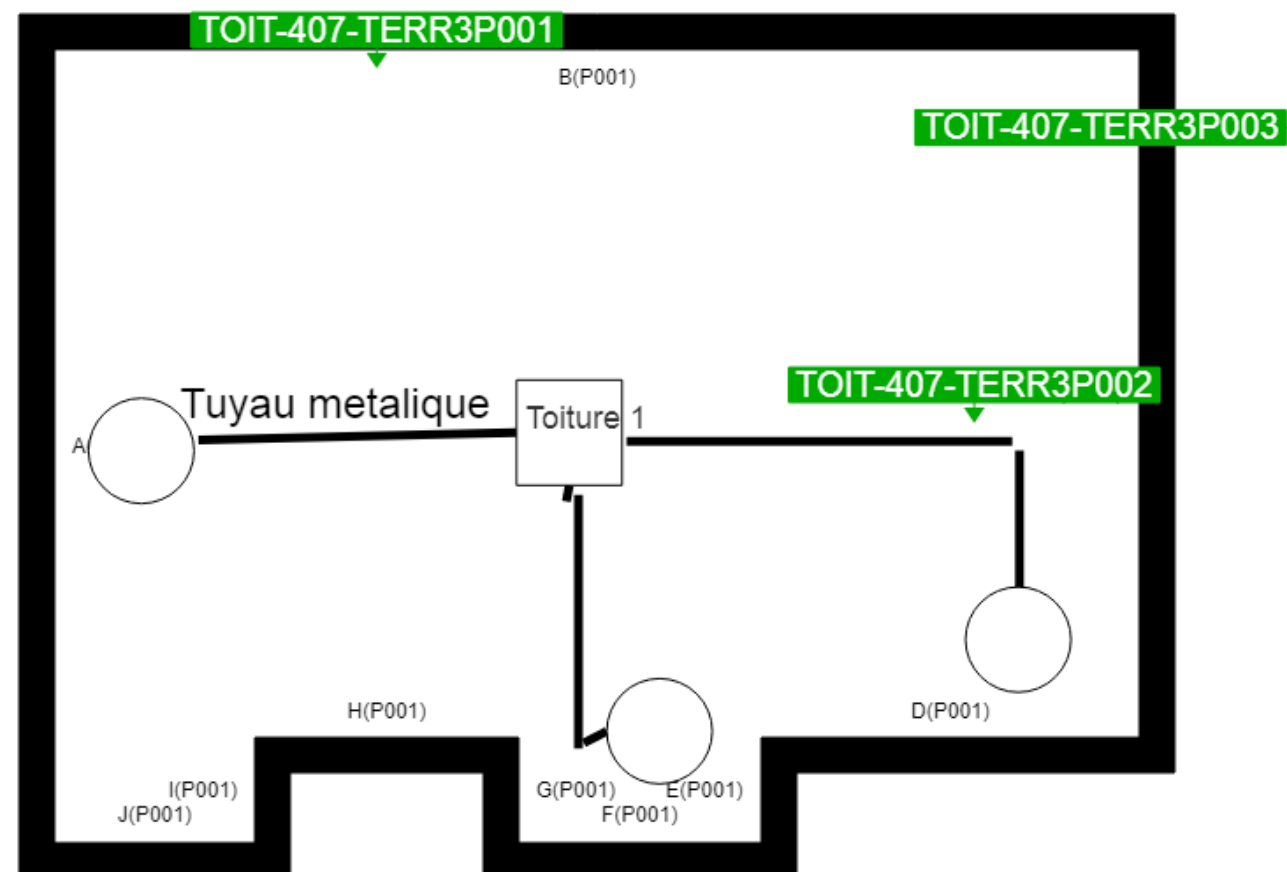 TOIT-407-TERR3P001
B(P001)
TOIT-407-TERR3P003
TOIT-407-TERR3P002
Tuyau metalique
Toiture 1
A
H(P001)
D(P001)
I(P001)
G(P001)
E(P001)
J(P001)
F(P001)